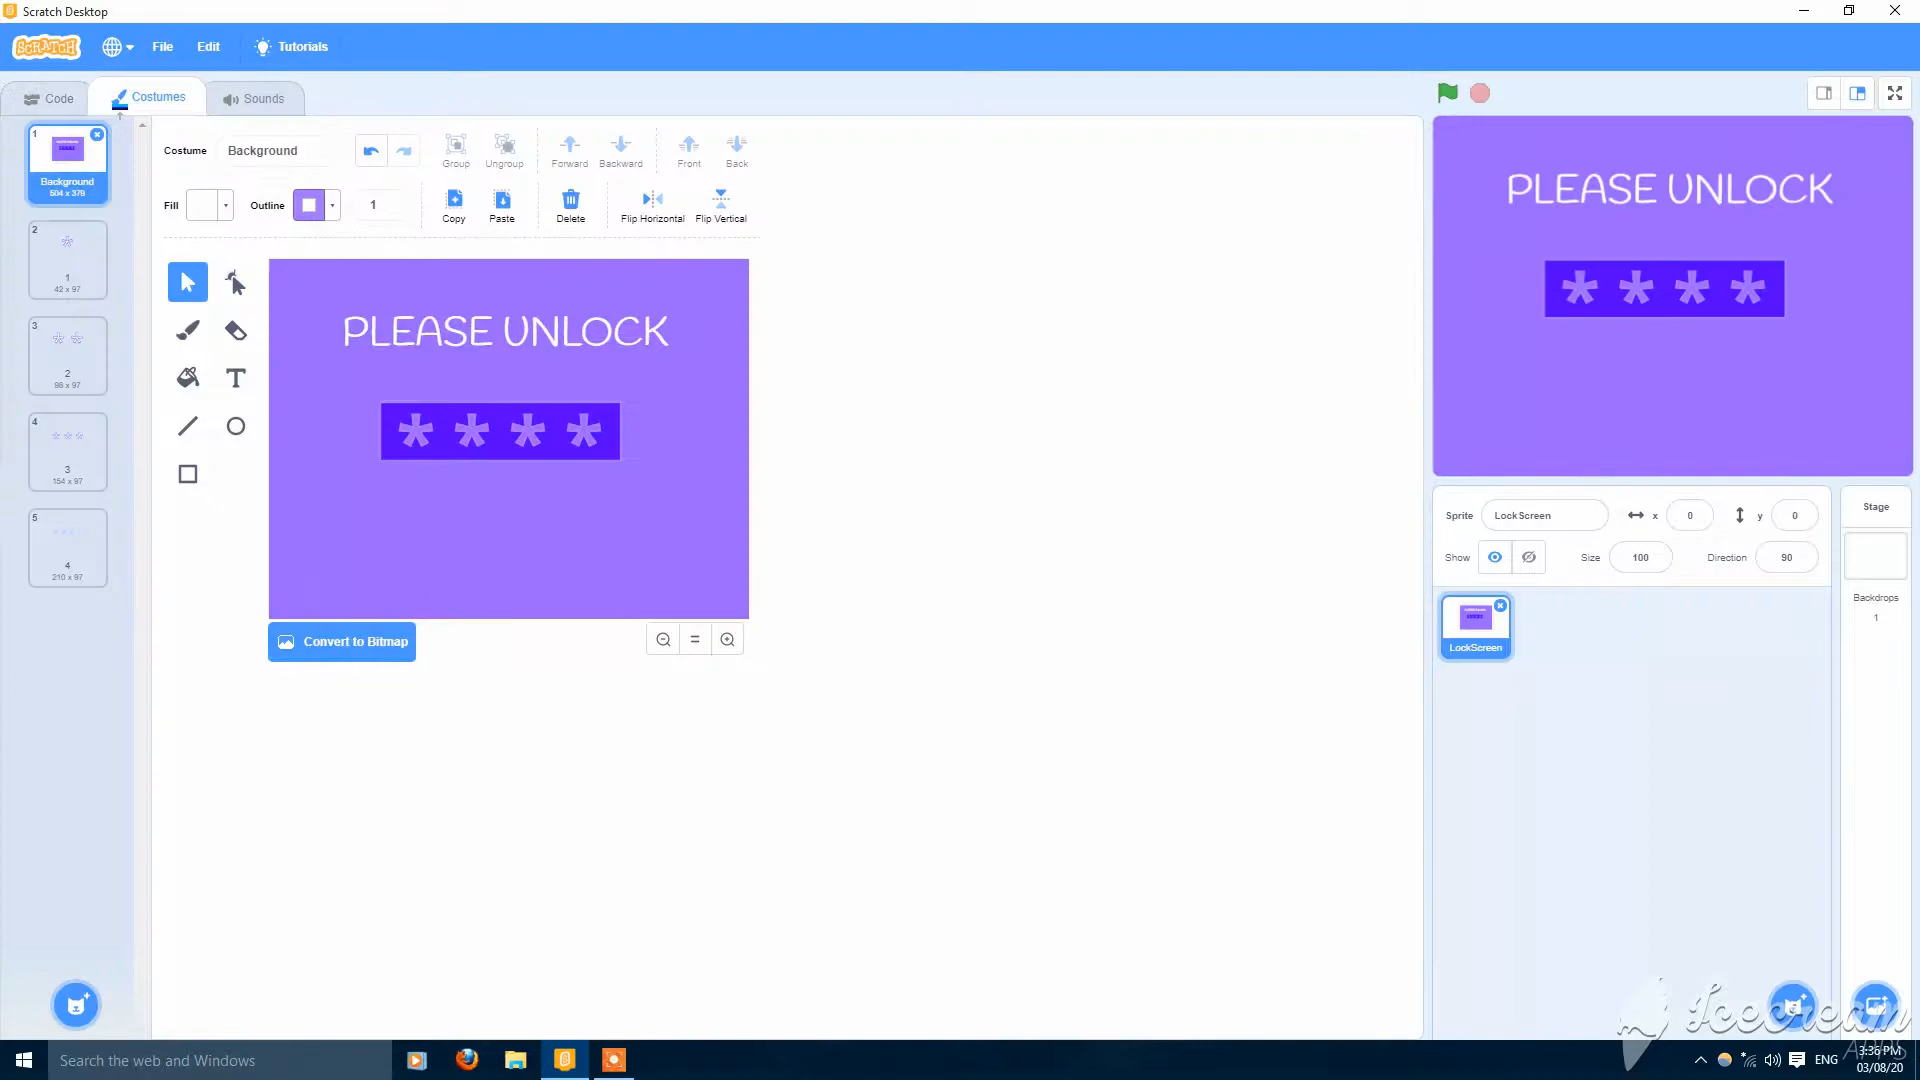 Scratch Desktop
SCRATCH
File
Edit
Tutorials
Code
Costumes
Sounds
Costume
Background
Group
Ungroup
Forward
Backward
Front
Back
Fill
Outline
1
Copy
Paste
Delete
Flip Horizontal
Flip Vertical
1
Background
504 x 379
2
1
42 x 97
3
2
98 x 97
4
3
154 x 97
5
4
210 x 97
PLEASE UNLOCK
* * * *
Convert to Bitmap
PLEASE UNLOCK
* * * *
Sprite
LockScreen
x
0
y
0
Show
Size
100
Direction
90
LockScreen
Stage
Backdrops
1
Icecream
APPS
Search the web and Windows
ENG
3:36 PM
03/08/20